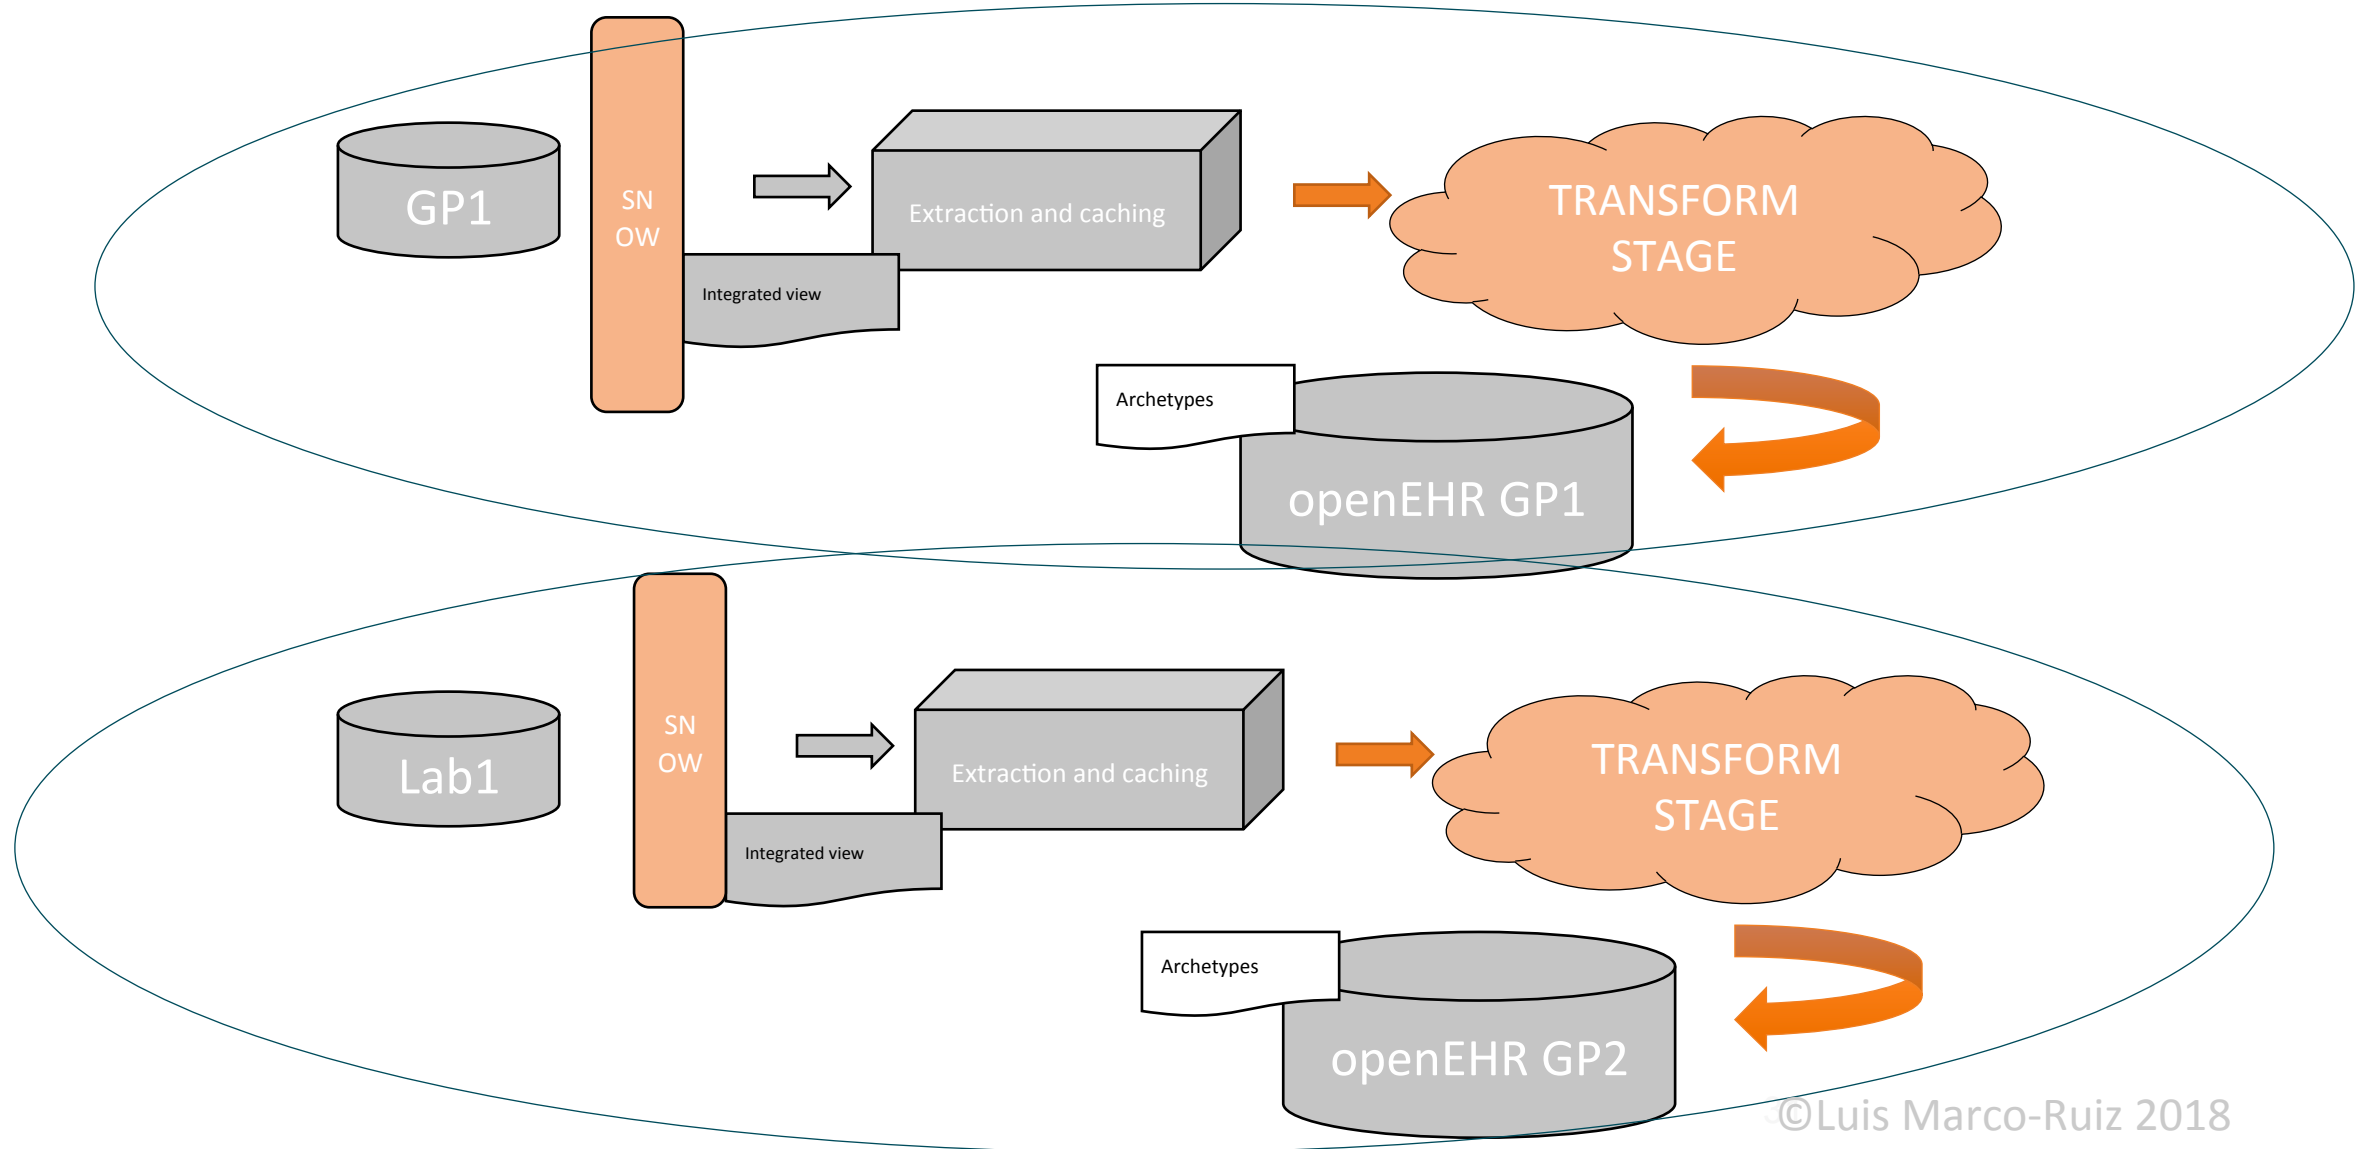 GP1
SN
OW
Extraction and caching
Integrated view
TRANSFORM
STAGE
Archetypes
openEHR GP1
Lab1
SN
OW
Extraction and caching
Integrated view
TRANSFORM
STAGE
Archetypes
openEHR GP2
©Luis Marco-Ruiz 2018